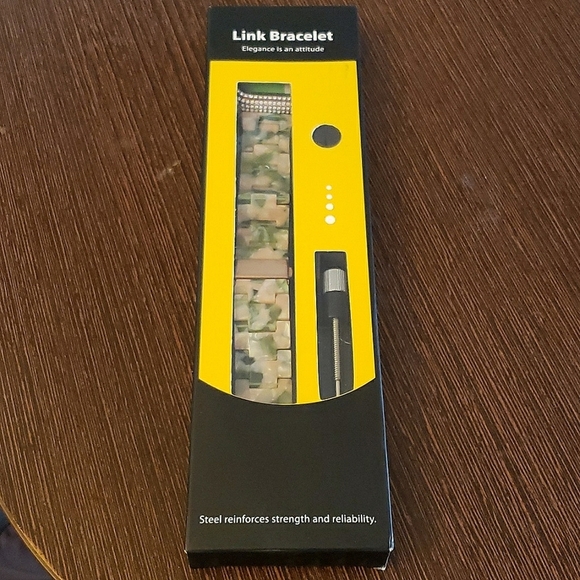 Link Bracelet
Elegance is an attitude
Steel reinforces strength and reliability.